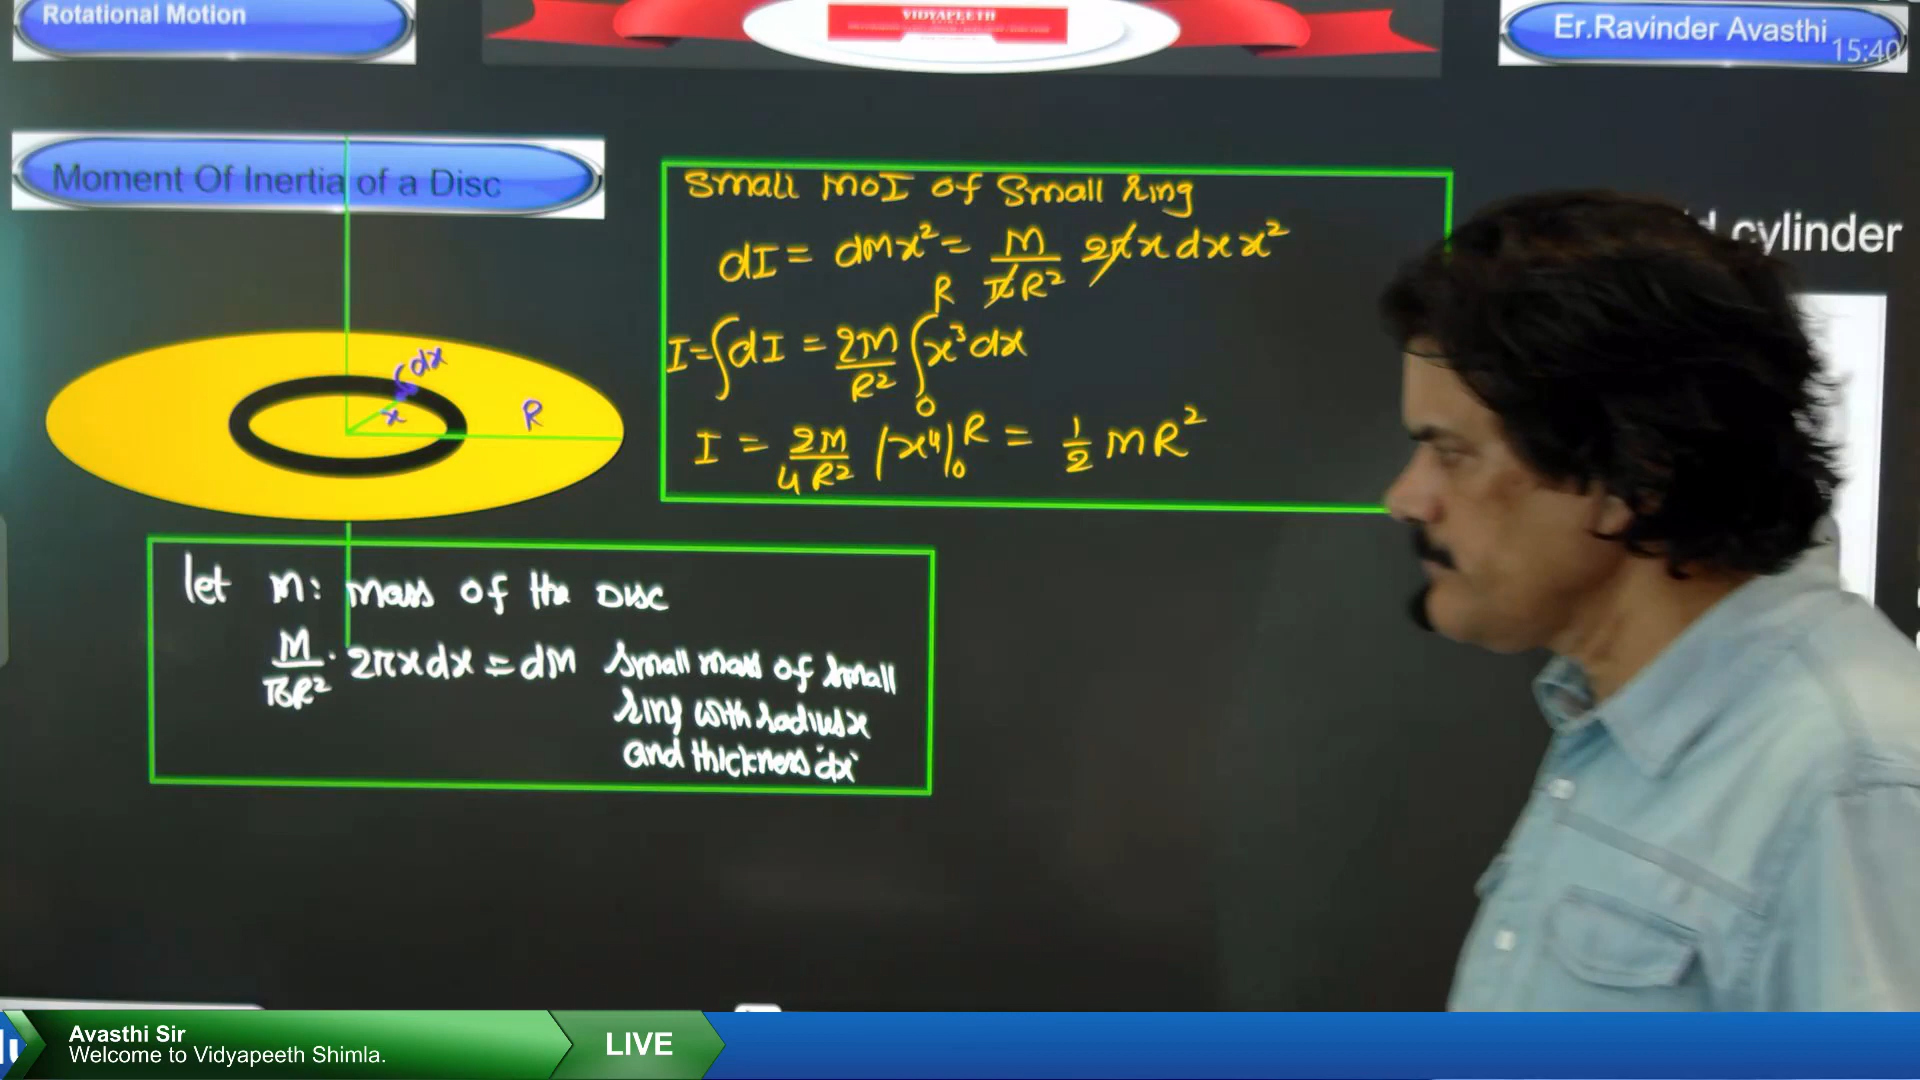 Rotational Motion
VIDYAPEETH
Er.Ravinder Avasthi
15:40
Moment Of Inertia of a Disc
cylinder
Small MOI of Small ring
dI = dMx² = M/πR² 2πx dx x²
I = ∫dI = 2M/R² ∫₀ᴿ x³ dx
I = 2M/4R² |x⁴|₀ᴿ = 1/2 MR²
dx
x
R
let M: Mass of the Disc
M/πR² · 2πx dx = dM Small mass of small
ring with radius x
and thickness 'dx'
Avasthi Sir
Welcome to Vidyapeeth Shimla.
LIVE